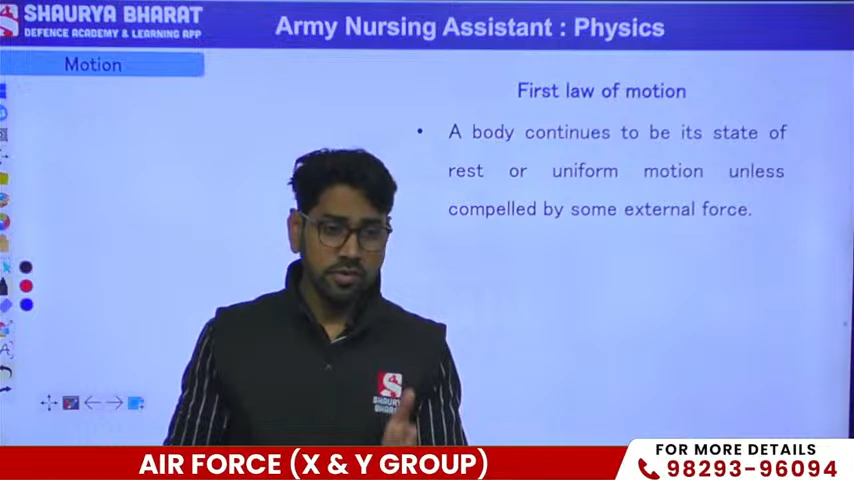 SHAURYA BHARAT
DEFENCE ACADEMY & LEARNING APP
Army Nursing Assistant : Physics
Motion
First law of motion
• A body continues to be its state of
rest or uniform motion unless
compelled by some external force.
S
SHAURYA
BHARAT
AIR FORCE (X & Y GROUP)
FOR MORE DETAILS
98293-96094